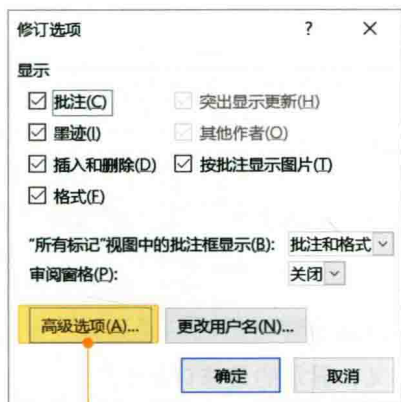 修订选项 ? ×
显示
批注(C) 突出显示更新(H)
墨迹(I) 其他作者(O)
插入和删除(D) 按批注显示图片(T)
格式(F)
"所有标记"视图中的批注框显示(B): 批注和格式
审阅窗格(P): 关闭
高级选项(A)... 更改用户名(N)...
确定 取消